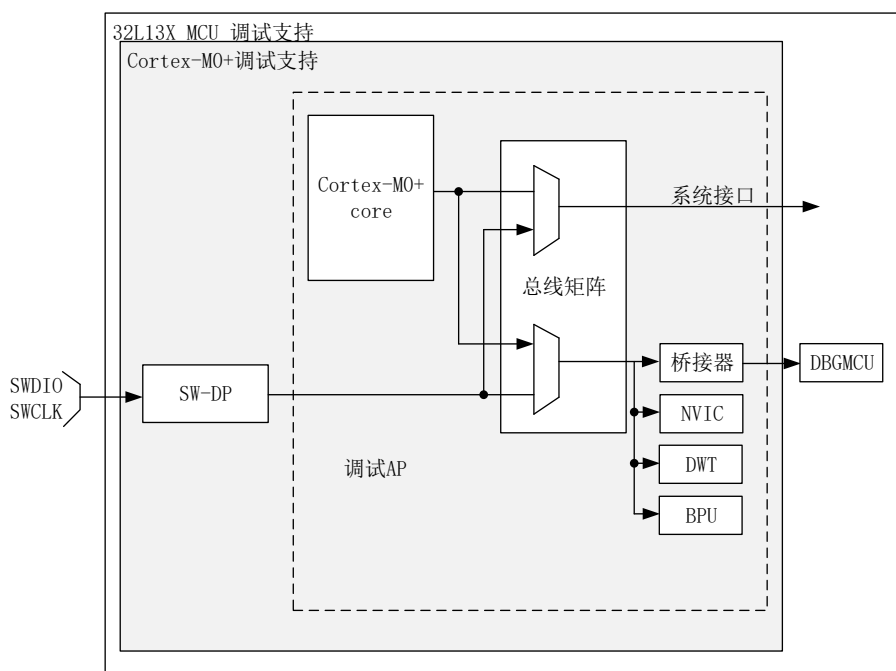 32L13X MCU 调试支持
Cortex-M0+调试支持
Cortex-M0+
core
系统接口
总线矩阵
桥接器
DBGMCU
SWDIO
SWCLK
SW-DP
NVIC
调试AP
DWT
BPU